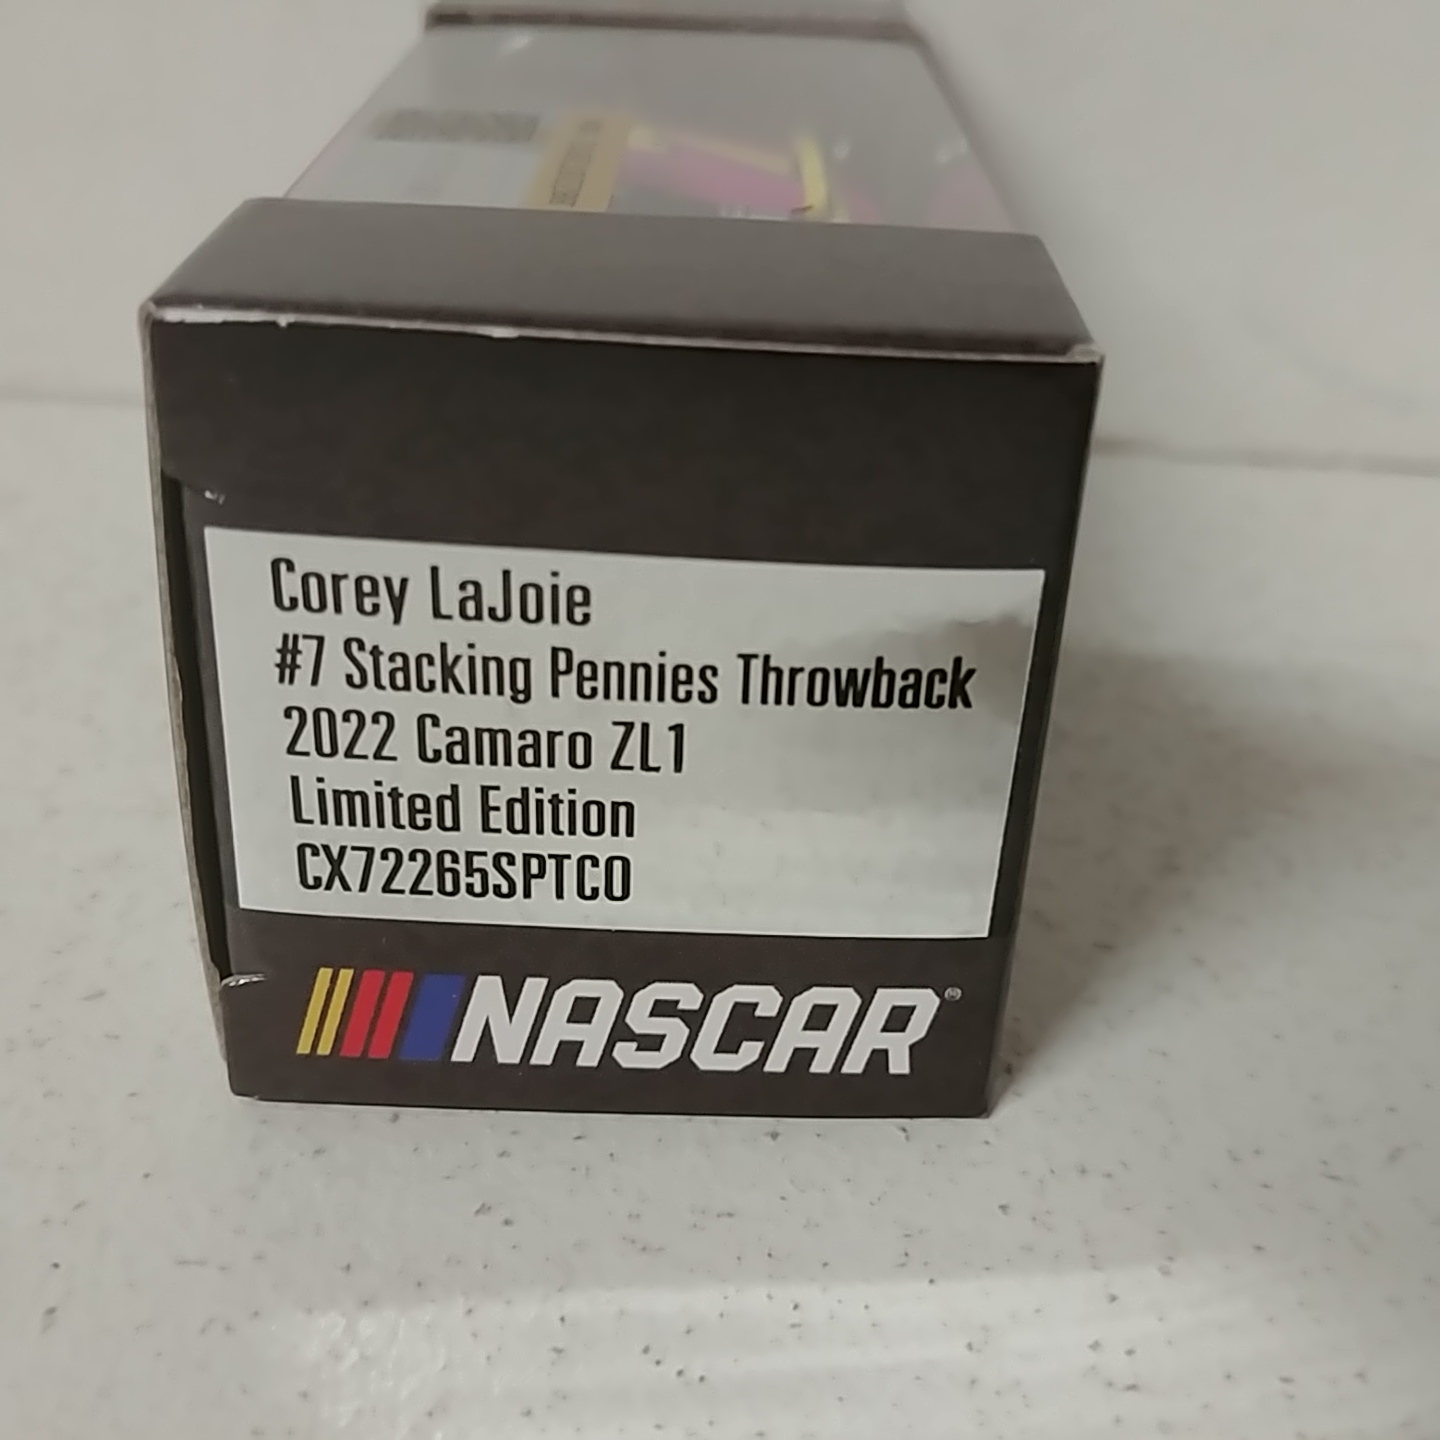 Corey LaJoie
#7 Stacking Pennies Throwback
2022 Camaro ZL1
Limited Edition
CX72265SPTCO
NASCAR®